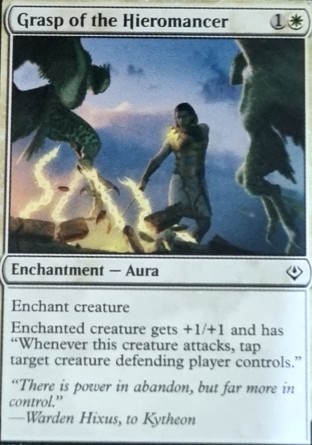 Grasp of the Hieromancer 1
Enchantment — Aura
Enchant creature
Enchanted creature gets +1/+1 and has
"Whenever this creature attacks, tap
target creature defending player controls."
"There is power in abandon, but far more in
control."
—Warden Hixus, to Kytheon